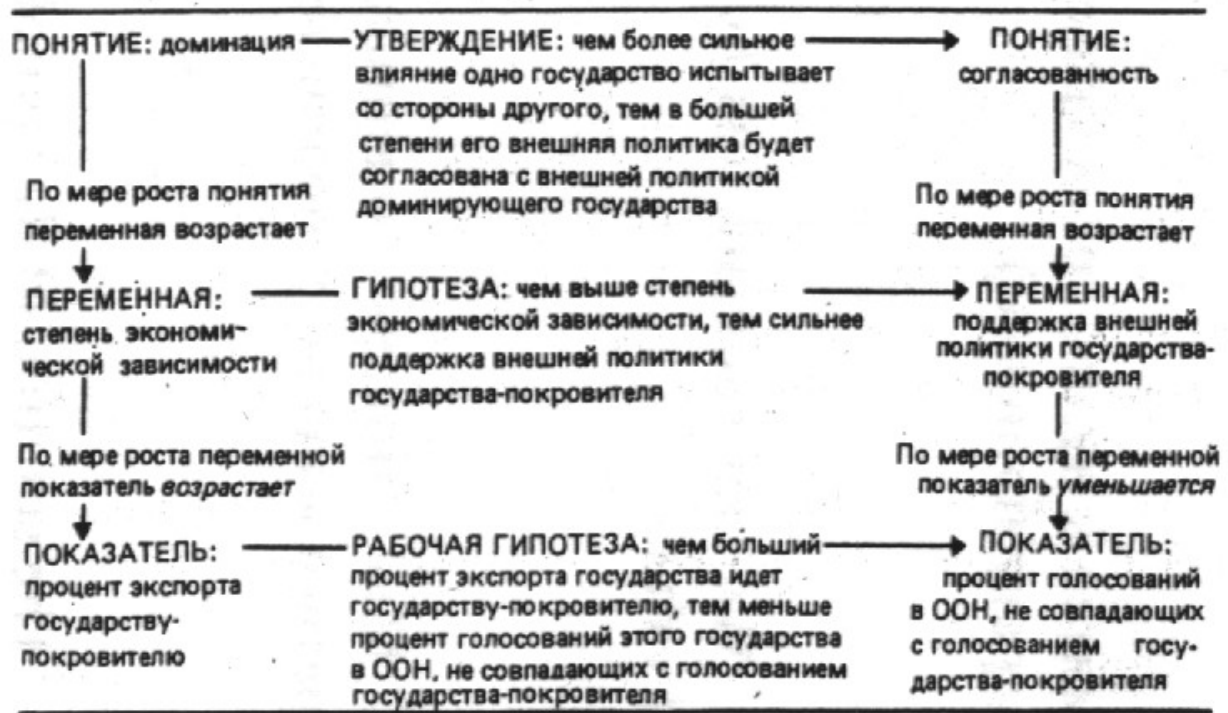 ПОНЯТИЕ: доминация
УТВЕРЖДЕНИЕ: чем более сильное
влияние одно государство испытывает
со стороны другого, тем в большей
степени его внешняя политика будет
согласована с внешней политикой
доминирующего государства
ПОНЯТИЕ:
согласованность
По мере роста понятия
переменная возрастает
По мере роста понятия
переменная возрастает
ПЕРЕМЕННАЯ:
степень экономи-
ческой зависимости
ГИПОТЕЗА: чем выше степень
экономической зависимости, тем сильнее
поддержка внешней политики
государства-покровителя
ПЕРЕМЕННАЯ:
поддержка внешней
политики государства-
покровителя
По мере роста переменной
показатель возрастает
По мере роста переменной
показатель уменьшается
ПОКАЗАТЕЛЬ:
процент экспорта
государству-
покровителю
РАБОЧАЯ ГИПОТЕЗА: чем больший
процент экспорта государства идет
государству-покровителю, тем меньше
процент голосований этого государства
в ООН, не совпадающих с голосованием
государства-покровителя
ПОКАЗАТЕЛЬ:
процент голосований
в ООН, не совпадающих
с голосованием госу-
дарства-покровителя